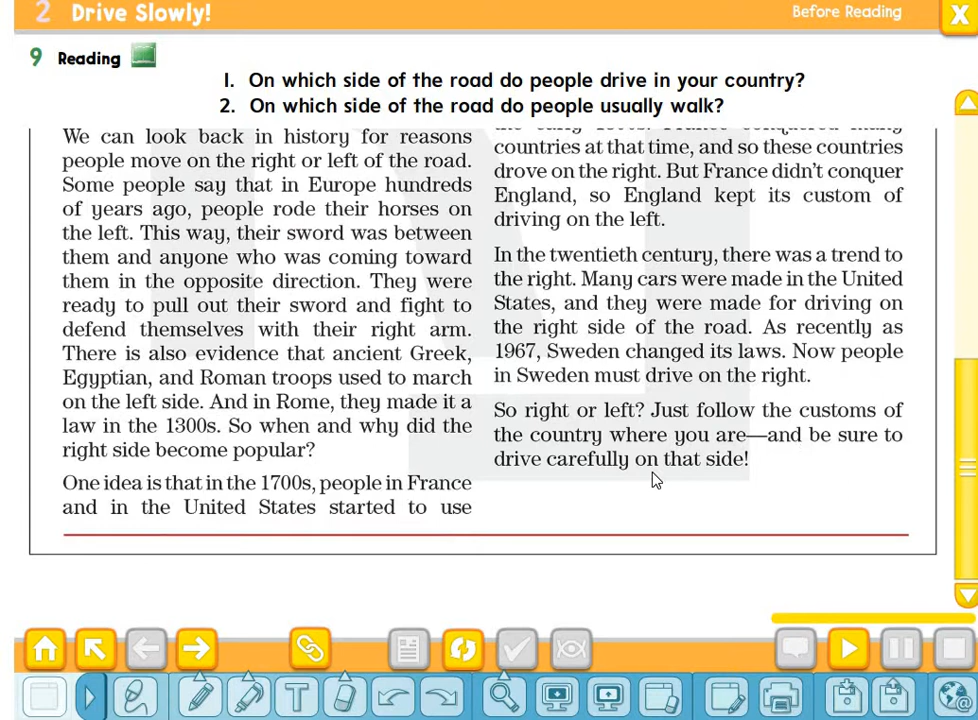 2 Drive Slowly!
Before Reading
X
9 Reading
1. On which side of the road do people drive in your country?
2. On which side of the road do people usually walk?
We can look back in history for reasons
people move on the right or left of the road.
Some people say that in Europe hundreds
of years ago, people rode their horses on
the left. This way, their sword was between
them and anyone who was coming toward
them in the opposite direction. They were
ready to pull out their sword and fight to
defend themselves with their right arm.
There is also evidence that ancient Greek,
Egyptian, and Roman troops used to march
on the left side. And in Rome, they made it a
law in the 1300s. So when and why did the
right side become popular?
One idea is that in the 1700s, people in France
and in the United States started to use
countries at that time, and so these countries
drove on the right. But France didn't conquer
England, so England kept its custom of
driving on the left.
In the twentieth century, there was a trend to
the right. Many cars were made in the United
States, and they were made for driving on
the right side of the road. As recently as
1967, Sweden changed its laws. Now people
in Sweden must drive on the right.
So right or left? Just follow the customs of
the country where you are—and be sure to
drive carefully on that side!
T